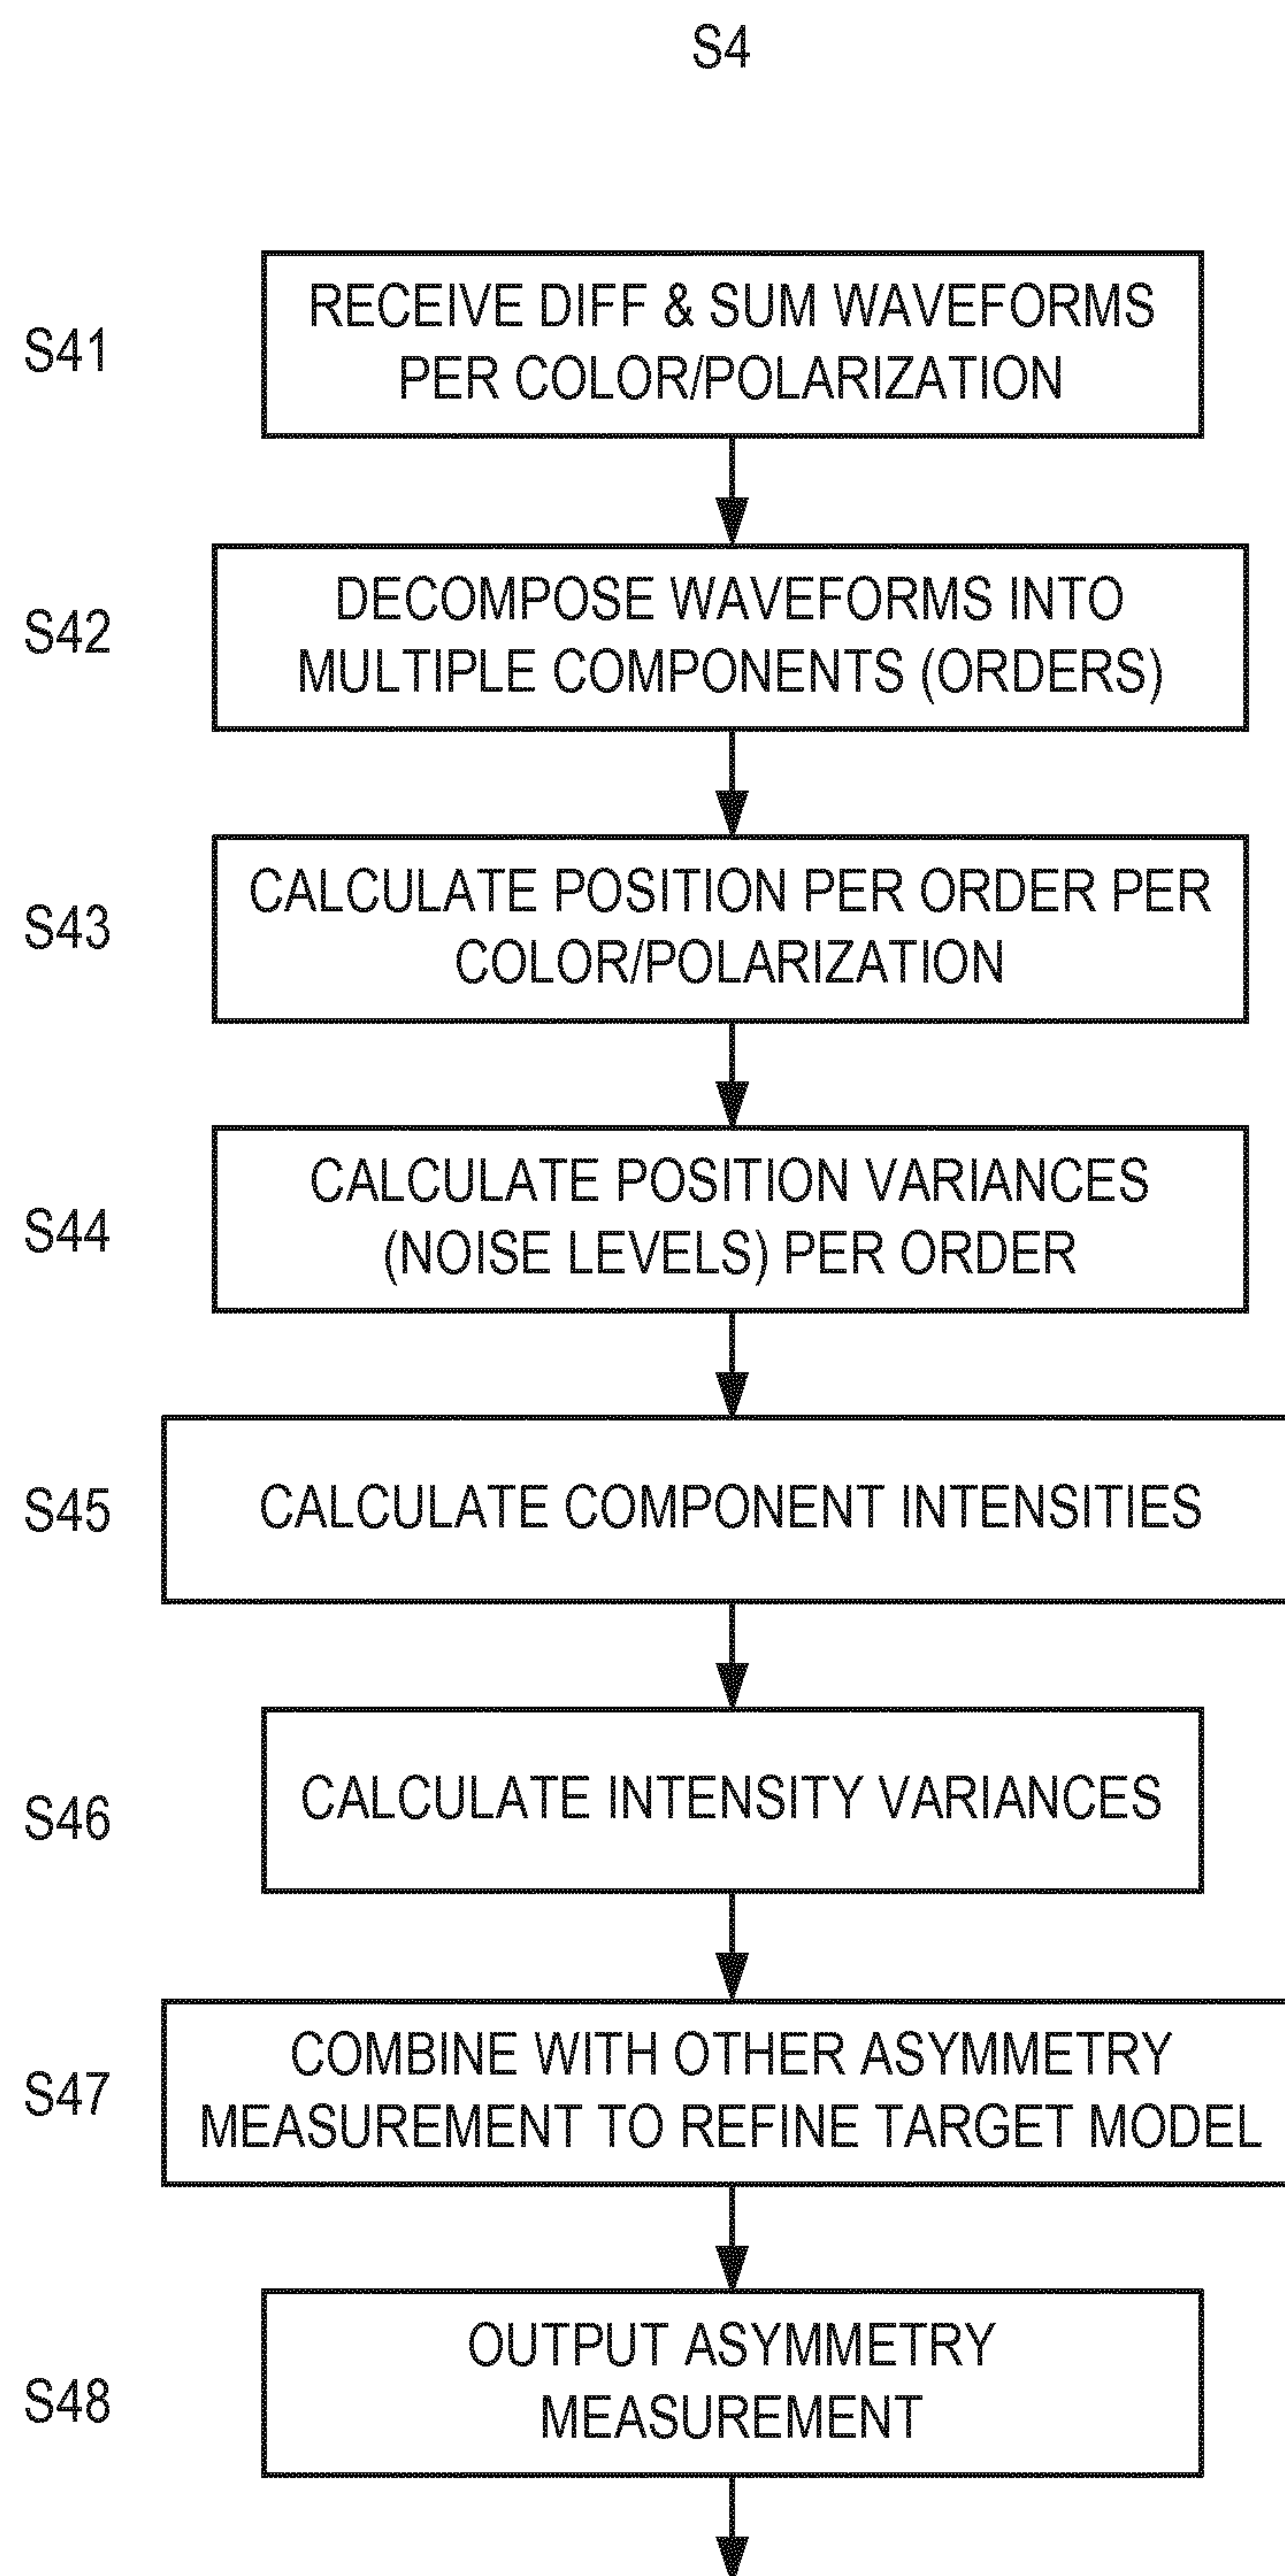 S4
S41
RECEIVE DIFF & SUM WAVEFORMS
PER COLOR/POLARIZATION
S42
DECOMPOSE WAVEFORMS INTO
MULTIPLE COMPONENTS (ORDERS)
S43
CALCULATE POSITION PER ORDER PER
COLOR/POLARIZATION
S44
CALCULATE POSITION VARIANCES
(NOISE LEVELS) PER ORDER
S45
CALCULATE COMPONENT INTENSITIES
S46
CALCULATE INTENSITY VARIANCES
S47
COMBINE WITH OTHER ASYMMETRY
MEASUREMENT TO REFINE TARGET MODEL
S48
OUTPUT ASYMMETRY
MEASUREMENT